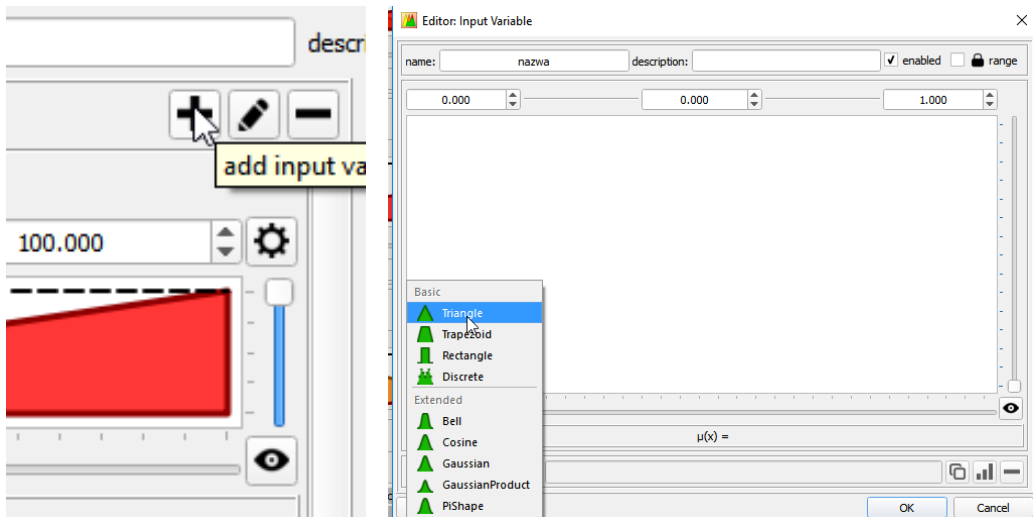 descri
add input va
100.000
Editor: Input Variable
name: nazwa description: enabled range
0.000 0.000 1.000
Basic
Triangle
Trapezoid
Rectangle
Discrete
Extended
Bell
Cosine
Gaussian
GaussianProduct
PiShape
μ(x) =
OK Cancel